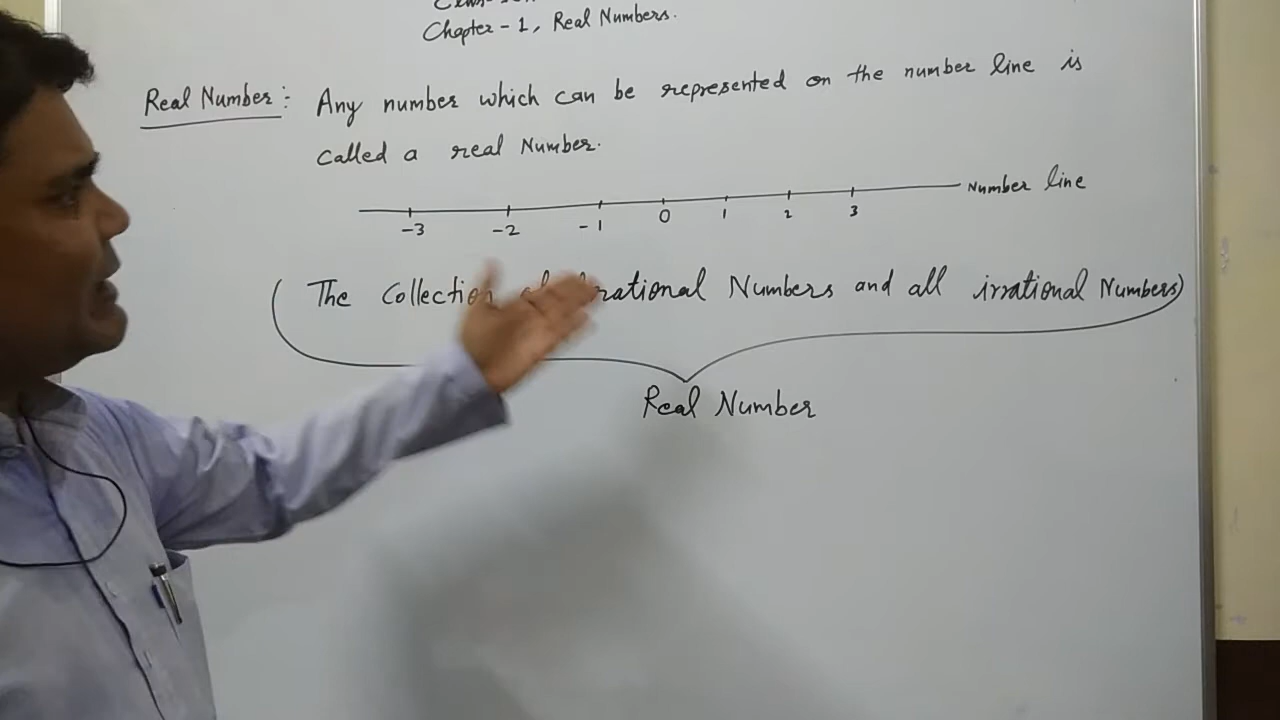 Chapter - 1, Real Numbers.
Real Number: Any number which can be represented on the number line is
called a real Number.
Number line
-3 -2 -1 0 1 2 3
(The Collection rational Numbers and all irrational Numbers)
Real Number